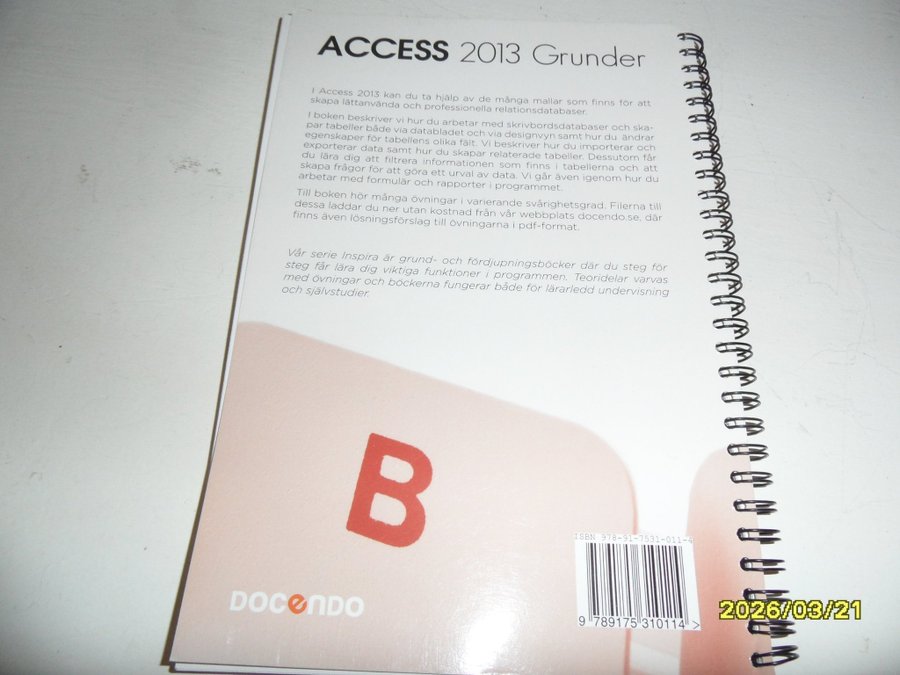 ACCESS 2013 Grunder
I Access 2013 kan du ta hjälp av de många mallar som finns för att
skapa lättanvända och professionella relationsdatabaser.
I boken beskriver vi hur du arbetar med skrivbordsdatabaser och ska-
par tabeller både via databladet och via designvyn samt hur du ändrar
egenskaper för tabellens olika fält. Vi beskriver hur du importerar och
exporterar data samt hur du skapar relaterade tabeller. Dessutom får
du lära dig att filtrera informationen som finns i tabellerna och att
skapa frågor för att göra ett urval av data. Vi går även igenom hur du
arbetar med formulär och rapporter i programmet.
Till boken hör många övningar i varierande svårighetsgrad. Filerna till
dessa laddar du ner utan kostnad från vår webbplats docendo.se, där
finns även lösningsförslag till övningarna i pdf-format.
Vår serie Inspira är grund- och fördjupningsböcker där du steg för
steg får lära dig viktiga funktioner i programmen. Teoridelar varvas
med övningar och böckerna fungerar både för lärarledd undervisning
och självstudier.
B
ISBN 978-91-7531-011-4
9 789175 310114 >
DOCENDO
2026/03/21